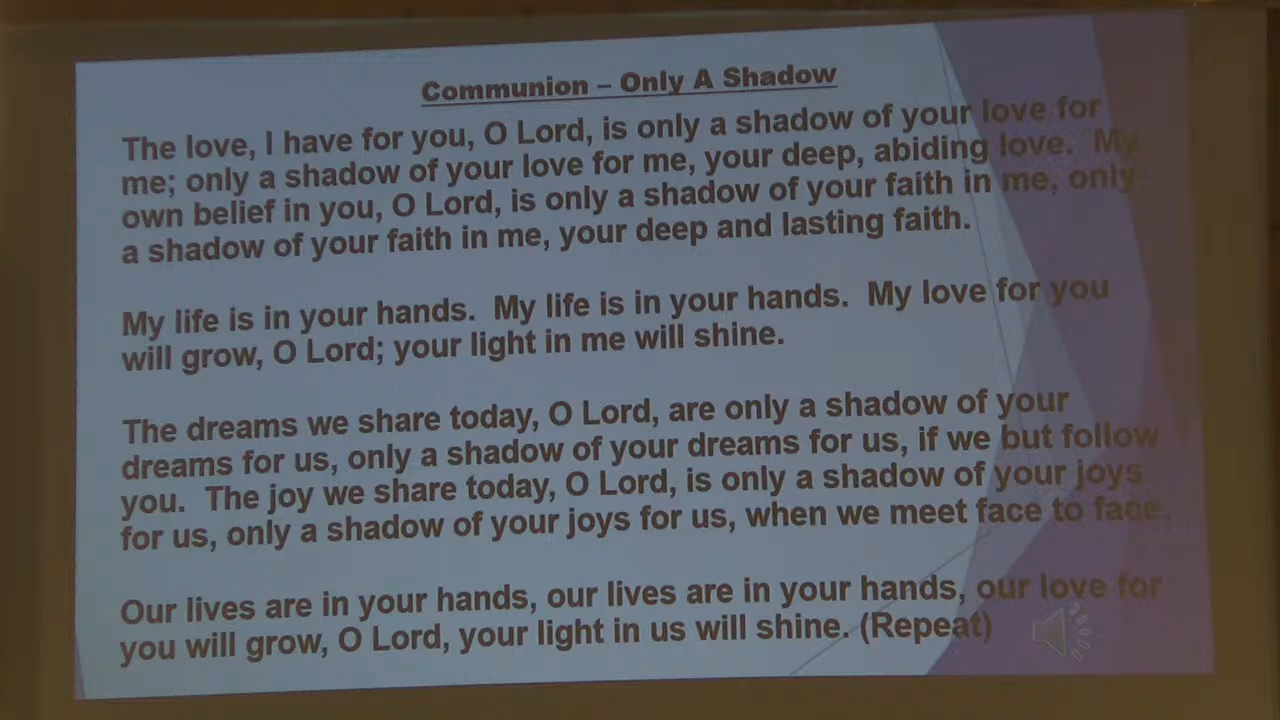 Communion – Only A Shadow
The love, I have for you, O Lord, is only a shadow of your love for
me; only a shadow of your love for me, your deep, abiding love.  My
own belief in you, O Lord, is only a shadow of your faith in me, only
a shadow of your faith in me, your deep and lasting faith.
My life is in your hands.  My life is in your hands.  My love for you
will grow, O Lord; your light in me will shine.
The dreams we share today, O Lord, are only a shadow of your
dreams for us, only a shadow of your dreams for us, if we but follow
you.  The joy we share today, O Lord, is only a shadow of your joys
for us, only a shadow of your joys for us, when we meet face to face.
Our lives are in your hands, our lives are in your hands, our love for
you will grow, O Lord, your light in us will shine. (Repeat)